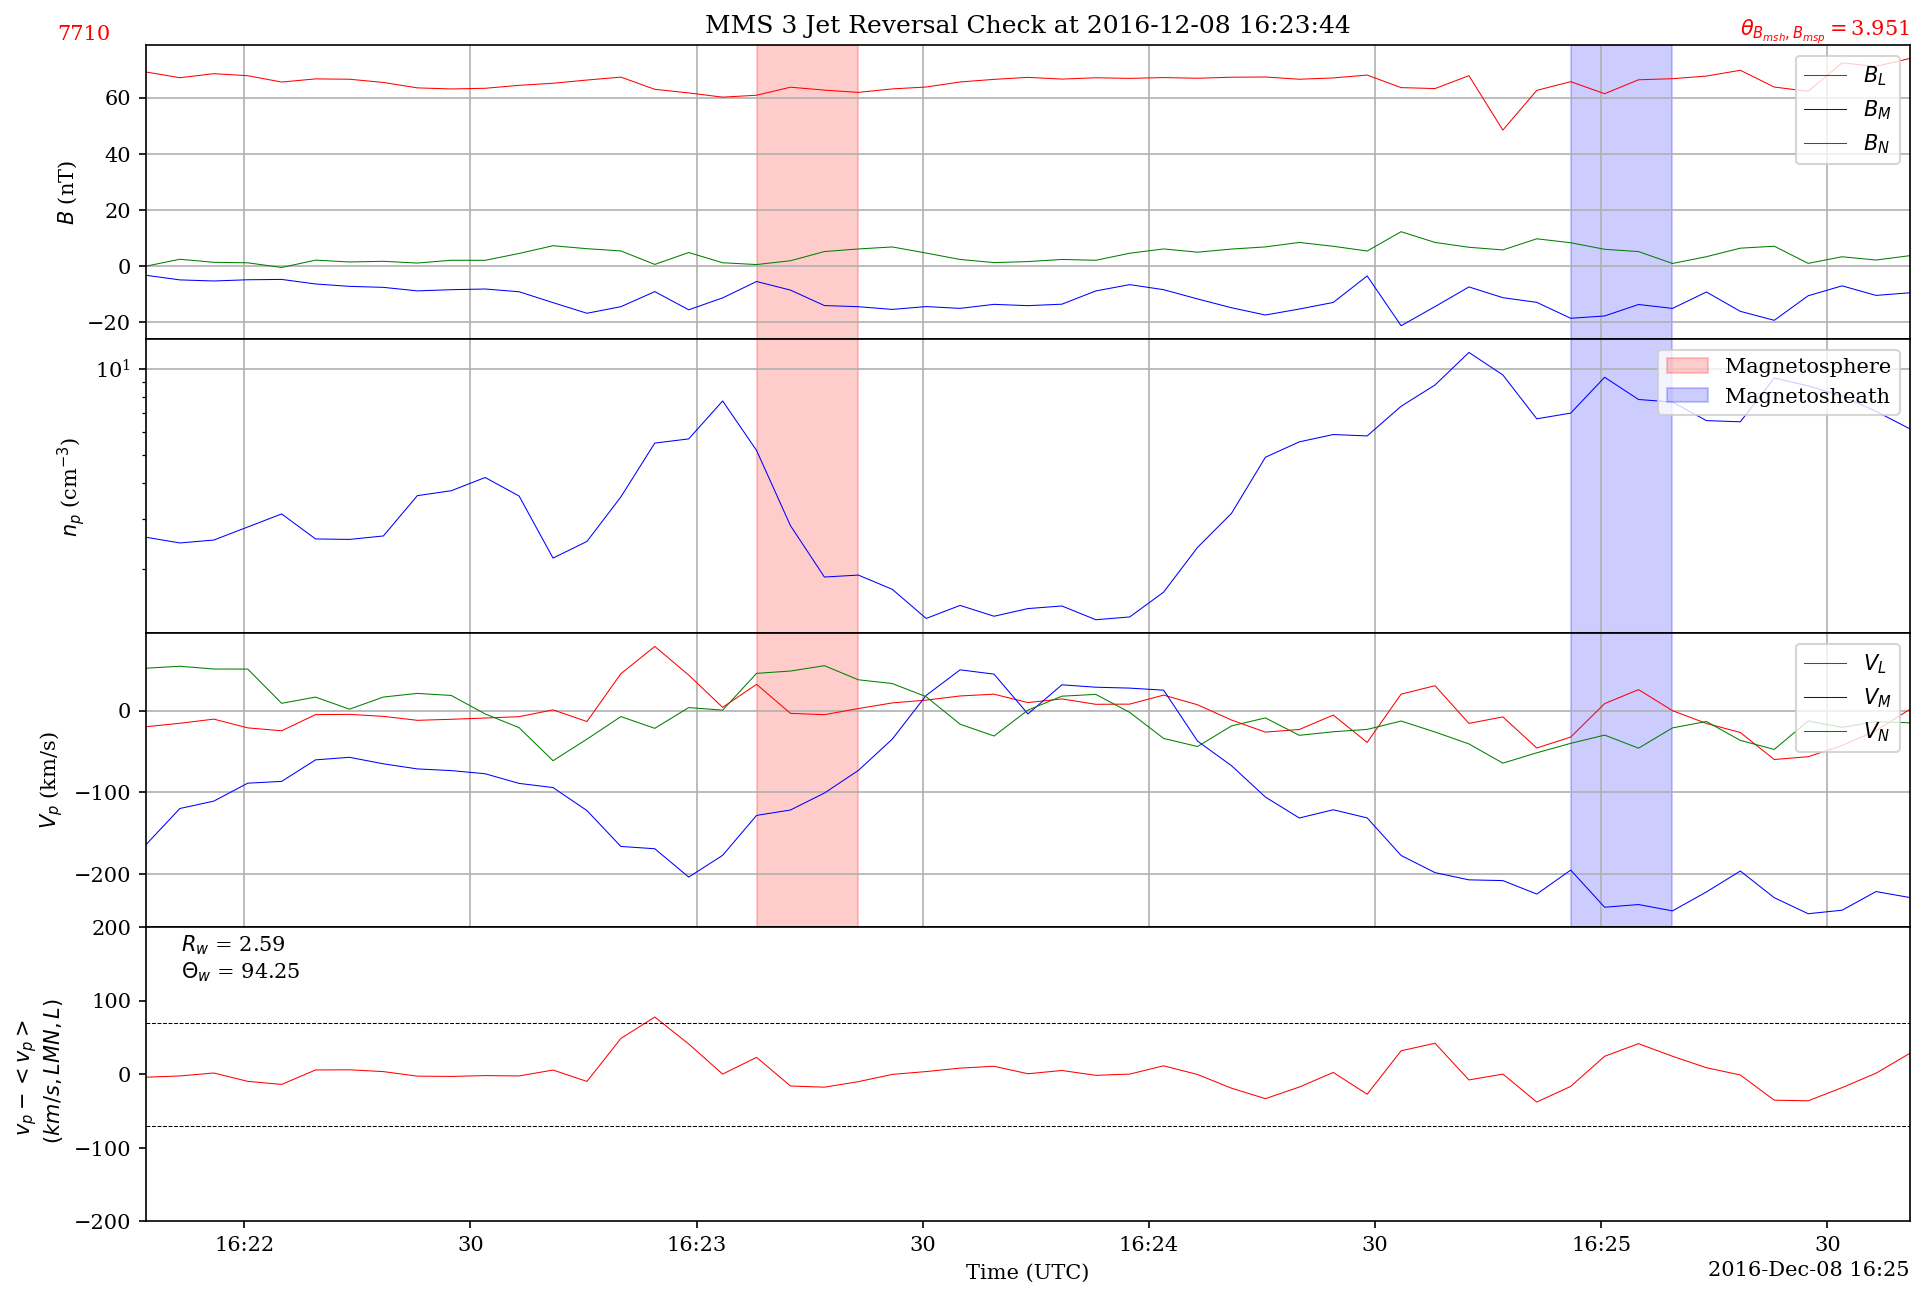 MMS 3 Jet Reversal Check at 2016-12-08 16:23:44
7710
θ_{B_{msh}, B_{msp}} = 3.951
B (nT)
60
40
20
0
−20
B_L
B_M
B_N
n_p (cm^{−3})
10^1
Magnetosphere
Magnetosheath
V_p (km/s)
0
−100
−200
V_L
V_M
V_N
v_p − < v_p >
(km/s, LMN, L)
200
100
0
−100
−200
R_w = 2.59
Θ_w = 94.25
16:22 30 16:23 30 16:24 30 16:25 30
Time (UTC)
2016-Dec-08 16:25